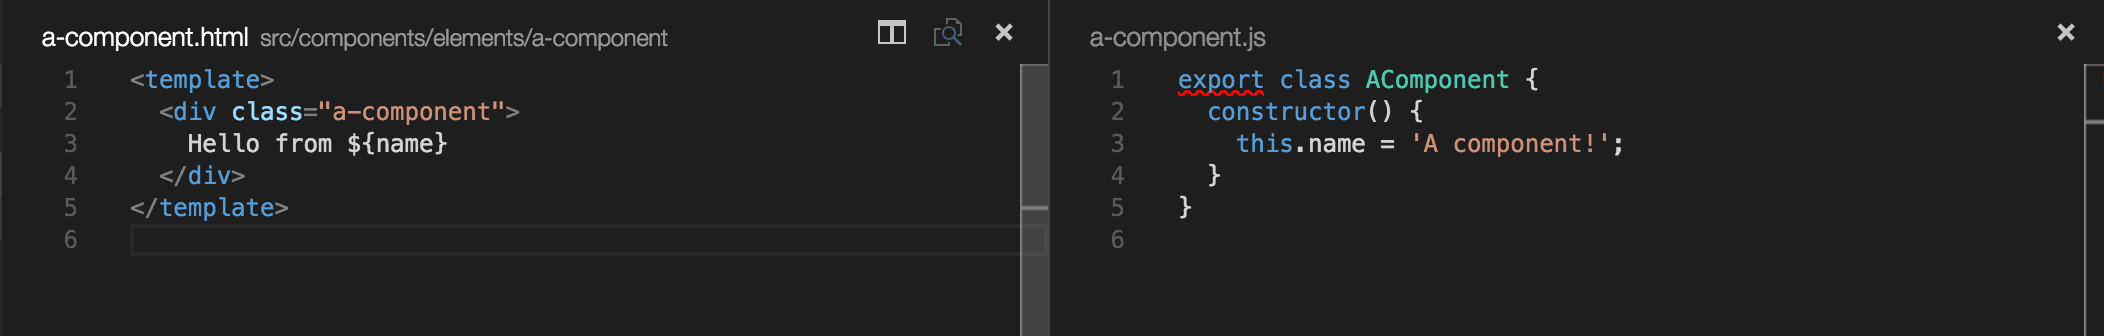 a-component.html src/components/elements/a-component
1 <template>
2   <div class="a-component">
3     Hello from ${name}
4   </div>
5 </template>
6
a-component.js
1 export class AComponent {
2   constructor() {
3     this.name = 'A component!';
4   }
5 }
6